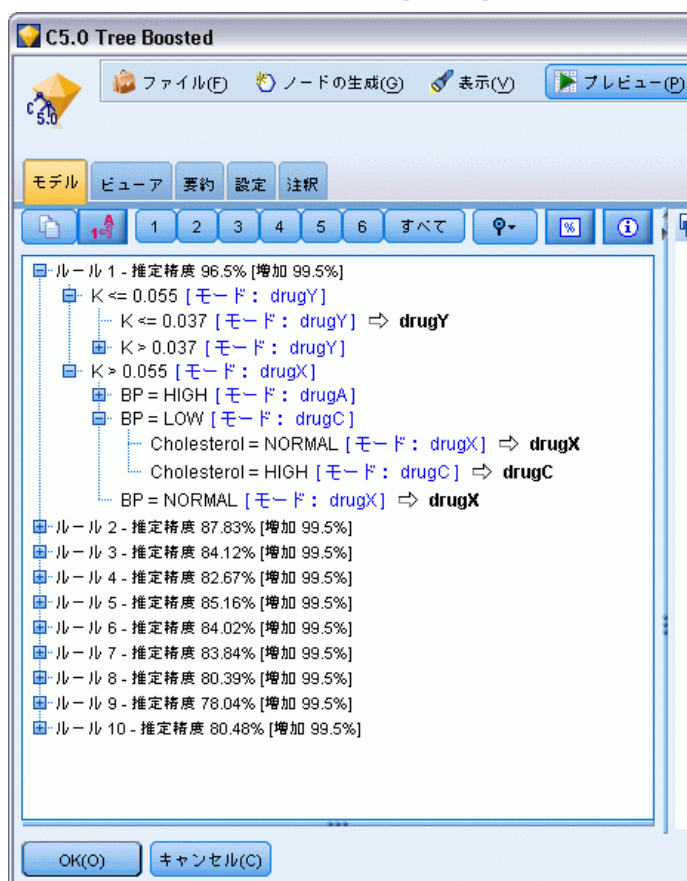 C5.0 Tree Boosted
C5.0
ファイル(F) ノードの生成(G) 表示(V) プレビュー(P)
モデル ビューア 要約 設定 注釈
1 2 3 4 5 6 すべて %
ルール 1 - 推定精度 96.5% [増加 99.5%]
K <= 0.055 [モード： drugY]
K <= 0.037 [モード： drugY] ⇨ drugY
K > 0.037 [モード： drugY]
K > 0.055 [モード： drugX]
BP = HIGH [モード： drugA]
BP = LOW [モード： drugC]
Cholesterol = NORMAL [モード： drugX] ⇨ drugX
Cholesterol = HIGH [モード： drugC] ⇨ drugC
BP = NORMAL [モード： drugX] ⇨ drugX
ルール 2 - 推定精度 87.83% [増加 99.5%]
ルール 3 - 推定精度 84.12% [増加 99.5%]
ルール 4 - 推定精度 82.67% [増加 99.5%]
ルール 5 - 推定精度 85.16% [増加 99.5%]
ルール 6 - 推定精度 84.02% [増加 99.5%]
ルール 7 - 推定精度 83.84% [増加 99.5%]
ルール 8 - 推定精度 80.39% [増加 99.5%]
ルール 9 - 推定精度 78.04% [増加 99.5%]
ルール 10 - 推定精度 80.48% [増加 99.5%]
OK(O) キャンセル(C)